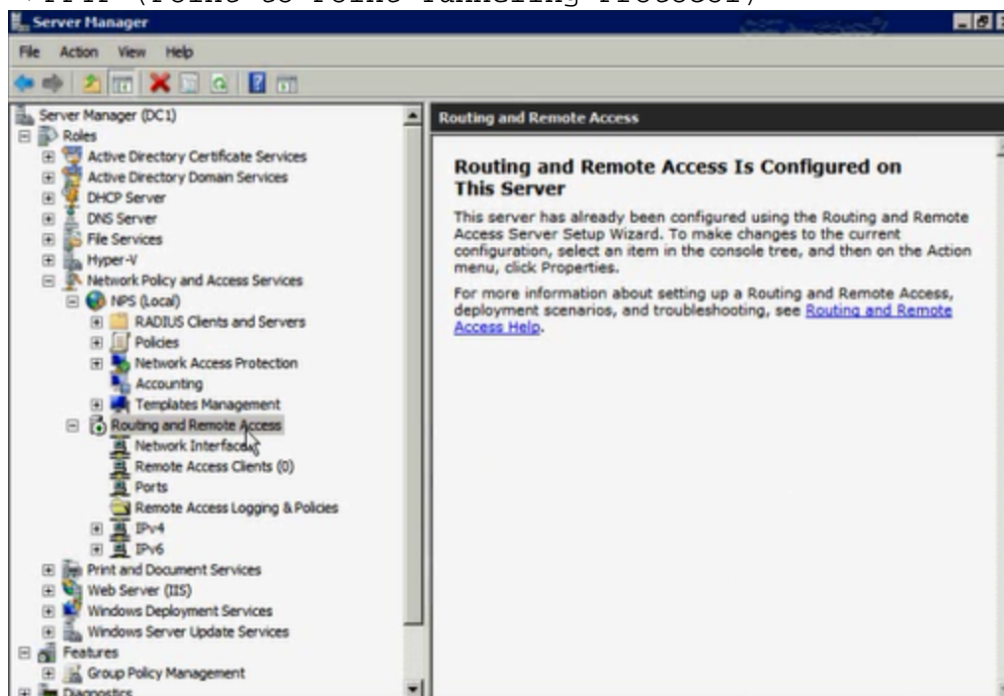 Server Manager
File Action View Help
Server Manager (DC1)
Roles
Active Directory Certificate Services
Active Directory Domain Services
DHCP Server
DNS Server
File Services
Hyper-V
Network Policy and Access Services
NPS (Local)
RADIUS Clients and Servers
Policies
Network Access Protection
Accounting
Templates Management
Routing and Remote Access
Network Interfaces
Remote Access Clients (0)
Ports
Remote Access Logging & Policies
IPv4
IPv6
Print and Document Services
Web Server (IIS)
Windows Deployment Services
Windows Server Update Services
Features
Group Policy Management
Diagnostics
Routing and Remote Access
Routing and Remote Access Is Configured on
This Server
This server has already been configured using the Routing and Remote
Access Server Setup Wizard. To make changes to the current
configuration, select an item in the console tree, and then on the Action
menu, click Properties.
For more information about setting up a Routing and Remote Access,
deployment scenarios, and troubleshooting, see Routing and Remote
Access Help.